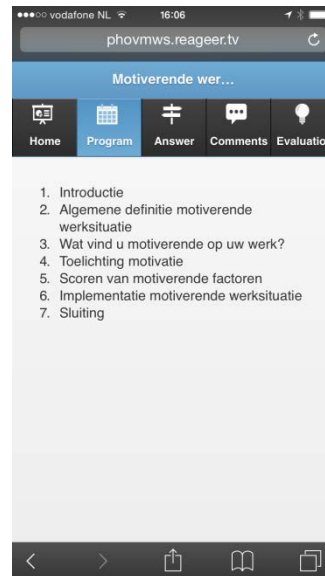 vodafone NL 16:06
phovmws.reageer.tv
Motiverende wer...
Home Program Answer Comments Evaluatio
1. Introductie
2. Algemene definitie motiverende
werksituatie
3. Wat vind u motiverende op uw werk?
4. Toelichting motivatie
5. Scoren van motiverende factoren
6. Implementatie motiverende werksituatie
7. Sluiting